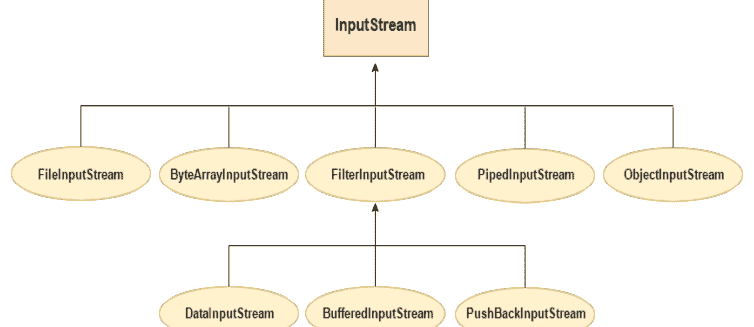 InputStream
FileInputStream
ByteArrayInputStream
FilterInputStream
PipedInputStream
ObjectInputStream
DataInputStream
BufferedInputStream
PushBackInputStream